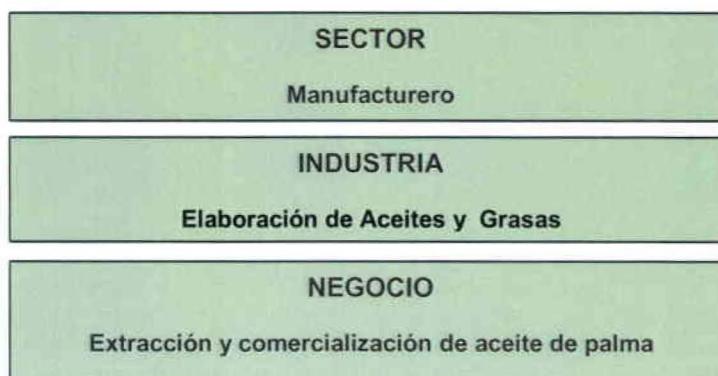 SECTOR
Manufacturero
INDUSTRIA
Elaboración de Aceites y Grasas
NEGOCIO
Extracción y comercialización de aceite de palma